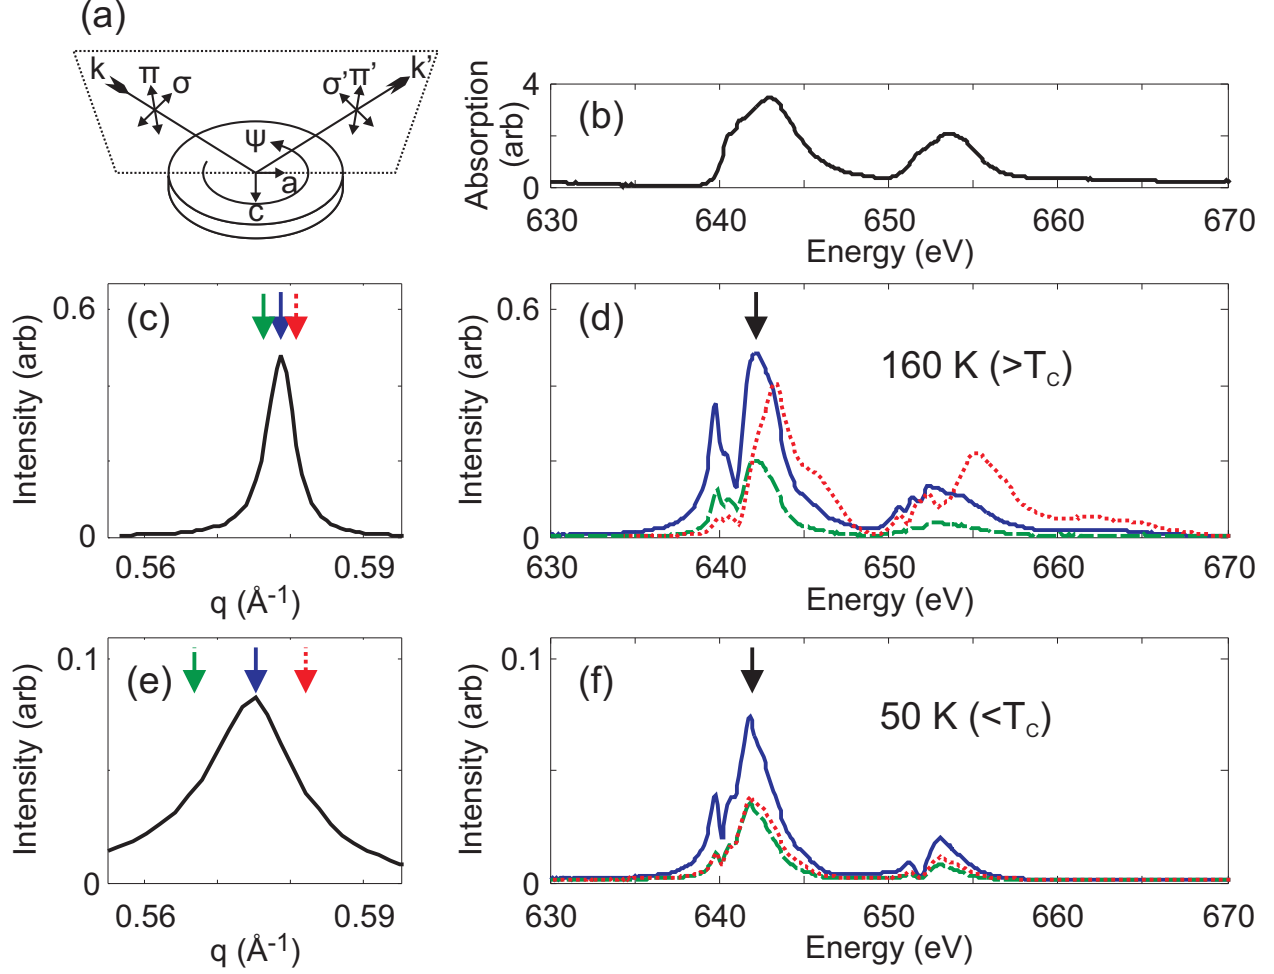 (a)
k π σ σ'π' k'
ψ
a
c
Absorption
(arb)
4
2
0
(b)
630 640 650 660 670
Energy (eV)
Intensity (arb)
0.6
0
(c)
0.56 0.59
q (Å⁻¹)
Intensity (arb)
0.6
0
(d)
160 K (>Tc)
630 640 650 660 670
Energy (eV)
Intensity (arb)
0.1
0
(e)
0.56 0.59
q (Å⁻¹)
Intensity (arb)
0.1
0
(f)
50 K (<Tc)
630 640 650 660 670
Energy (eV)